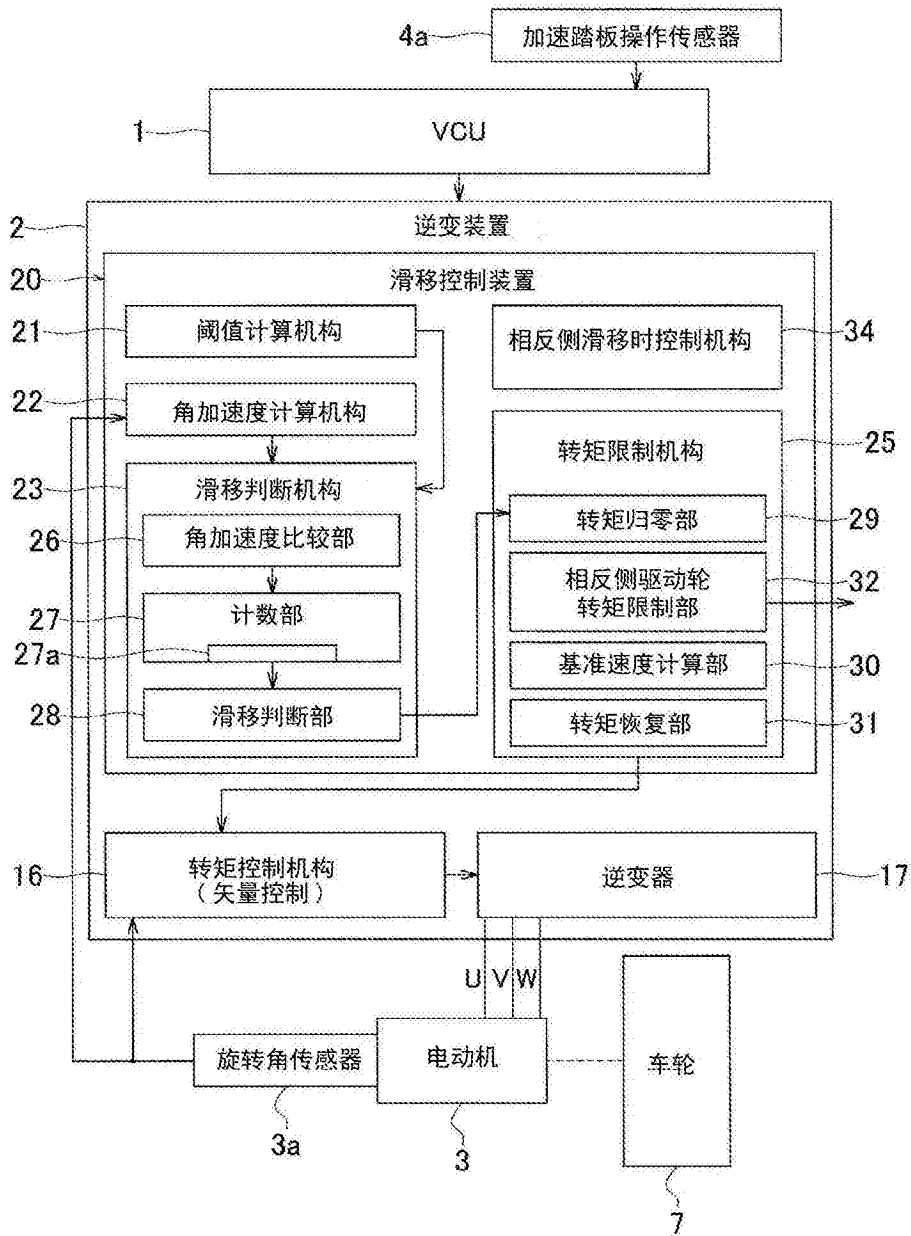 4a
加速踏板操作传感器
1
VCU
2
逆变装置
20
滑移控制装置
21
阈值计算机构
相反侧滑移时控制机构
34
22
角加速度计算机构
转矩限制机构
25
23
滑移判断机构
26
角加速度比较部
转矩归零部
29
27
计数部
27a
相反侧驱动轮
转矩限制部
32
基准速度计算部
30
28
滑移判断部
转矩恢复部
31
16
转矩控制机构
(矢量控制)
逆变器
17
U V W
旋转角传感器
3a
电动机
3
车轮
7